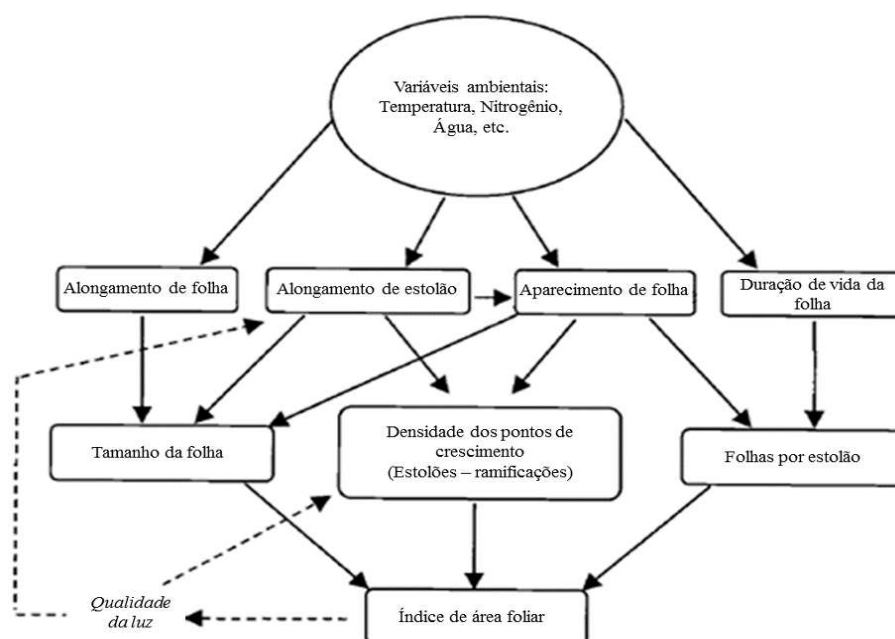 Variáveis ambientais:
Temperatura, Nitrogênio,
Água, etc.
Alongamento de folha
Alongamento de estolão
Aparecimento de folha
Duração de vida da
folha
Tamanho da folha
Densidade dos pontos de
crescimento
(Estolões – ramificações)
Folhas por estolão
Qualidade
da luz
Índice de área foliar